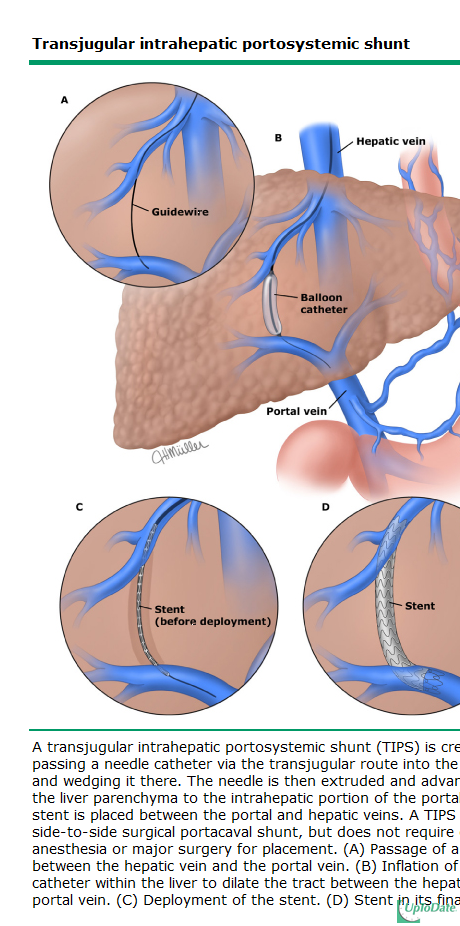 Transjugular intrahepatic portosystemic shunt
A
B
Hepatic vein
Guidewire
Balloon
catheter
Portal vein
JHMüller
C
D
Stent
(before deployment)
Stent
A transjugular intrahepatic portosystemic shunt (TIPS) is cre
passing a needle catheter via the transjugular route into the
and wedging it there. The needle is then extruded and advan
the liver parenchyma to the intrahepatic portion of the portal
stent is placed between the portal and hepatic veins. A TIPS
side-to-side surgical portacaval shunt, but does not require
anesthesia or major surgery for placement. (A) Passage of a
between the hepatic vein and the portal vein. (B) Inflation of
catheter within the liver to dilate the tract between the hepat
portal vein. (C) Deployment of the stent. (D) Stent in its fina
UpToDate